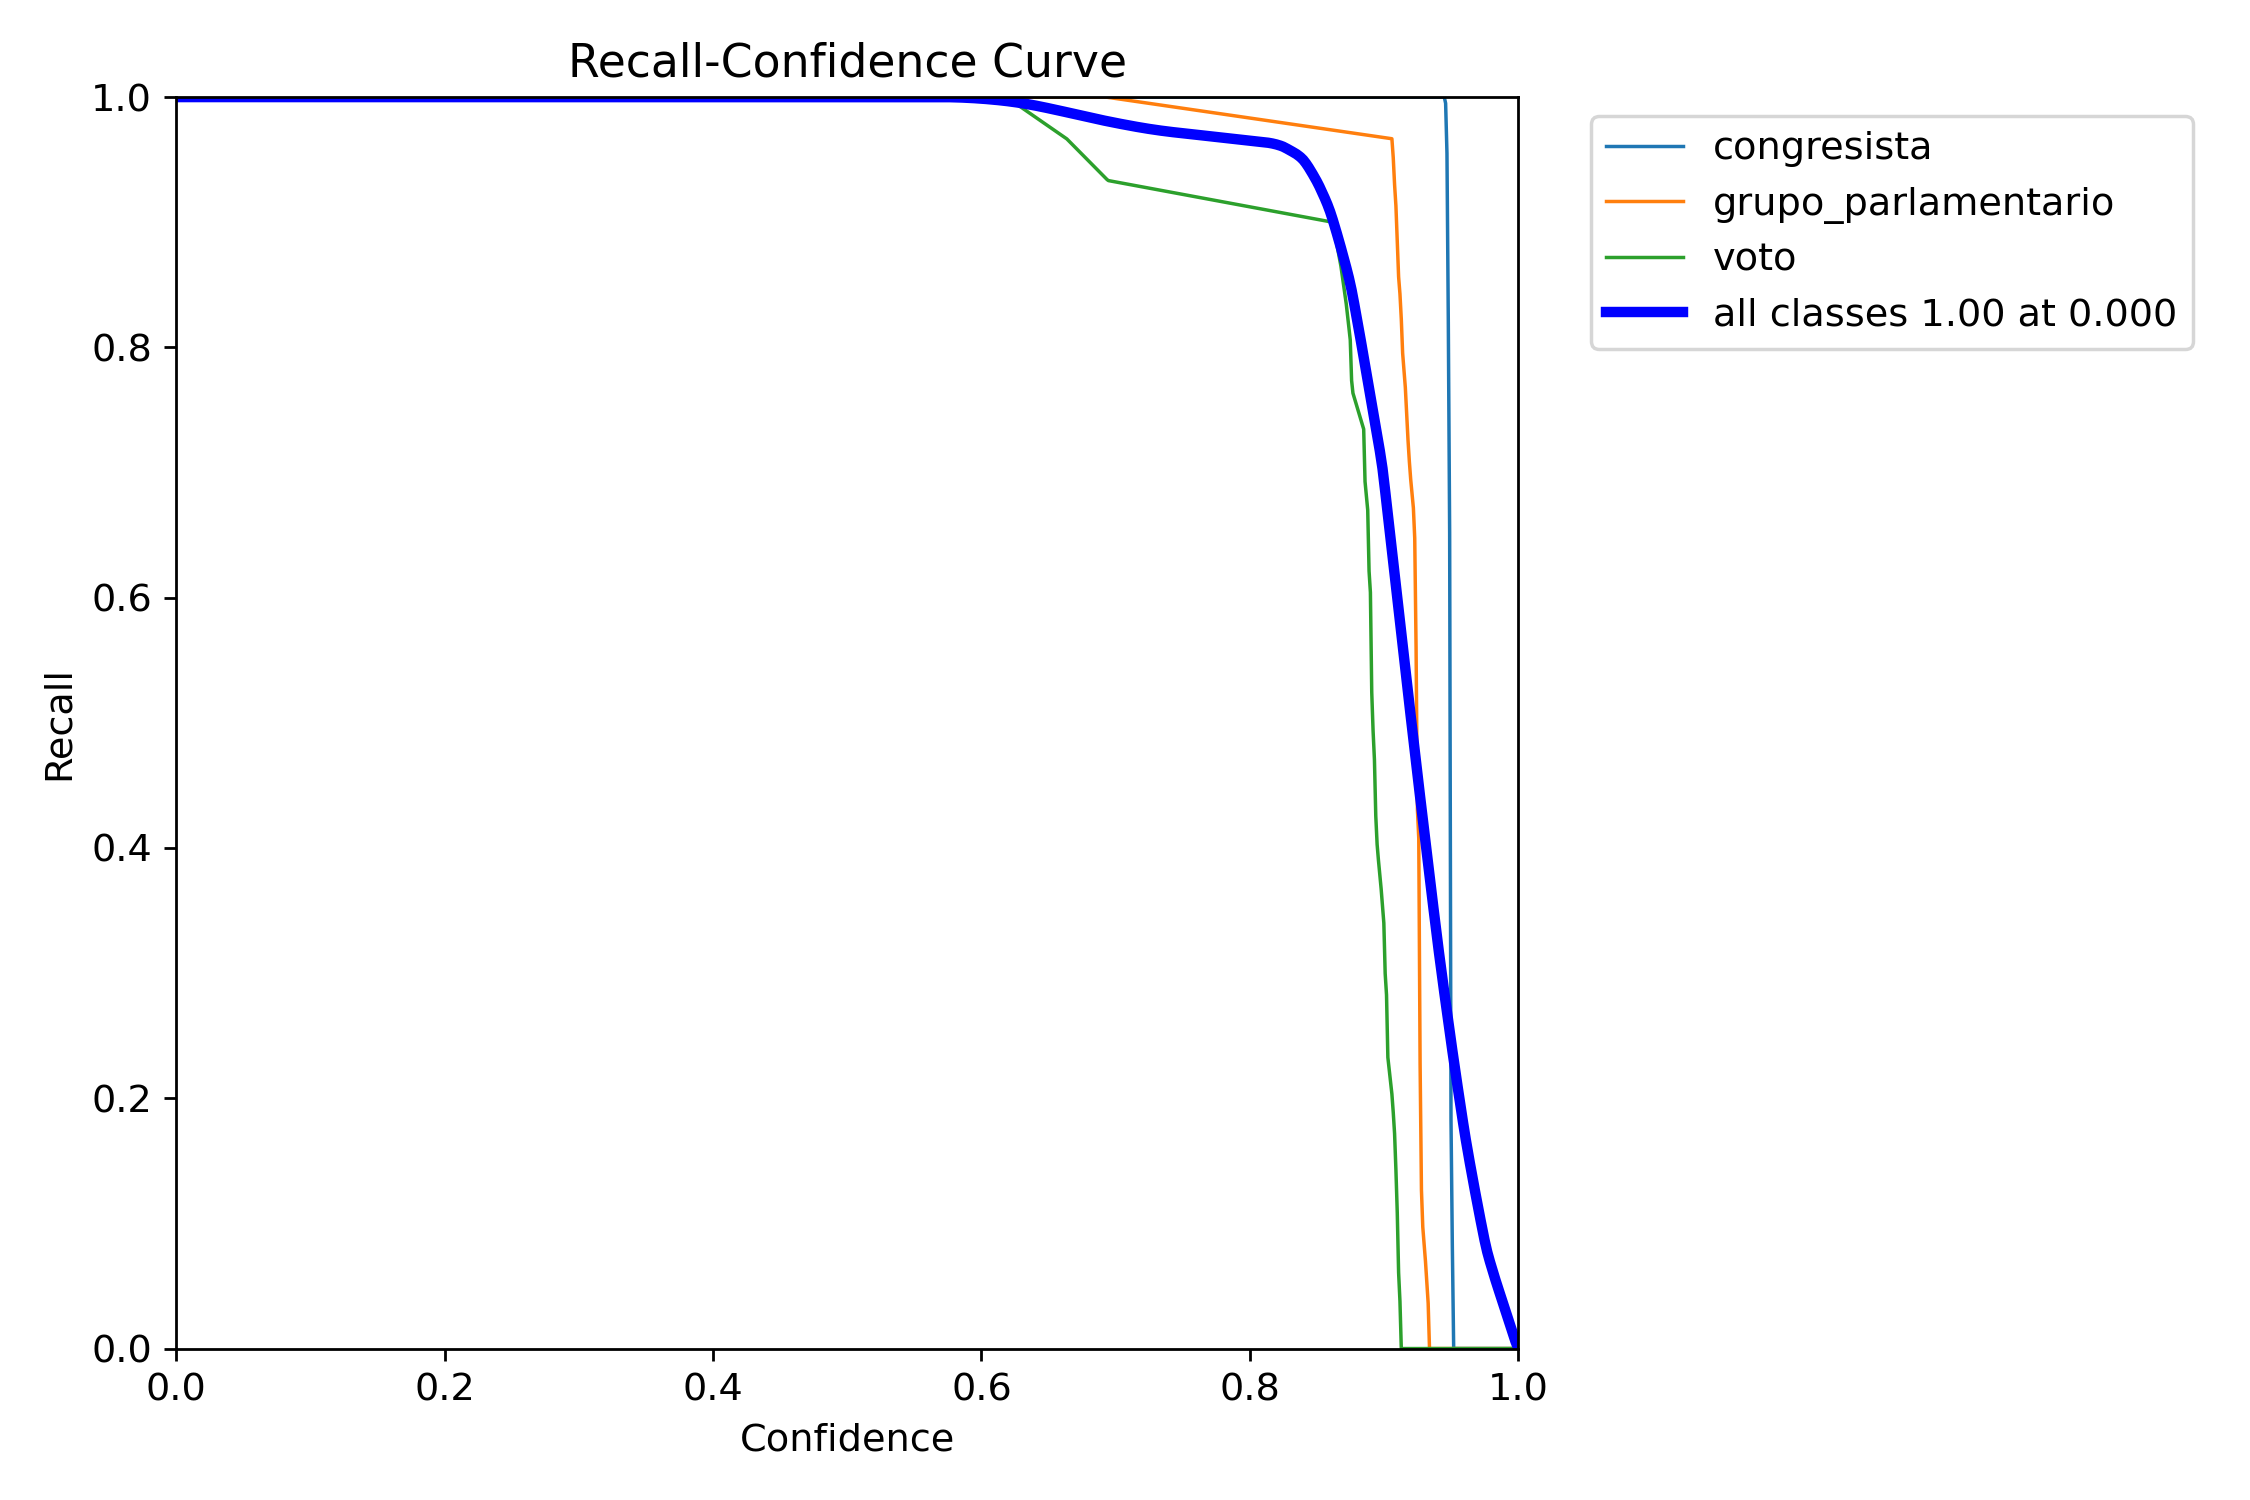 Recall-Confidence Curve
1.0
0.8
0.6
0.4
0.2
0.0
Recall
0.0 0.2 0.4 0.6 0.8 1.0
Confidence
congresista
grupo_parlamentario
voto
all classes 1.00 at 0.000